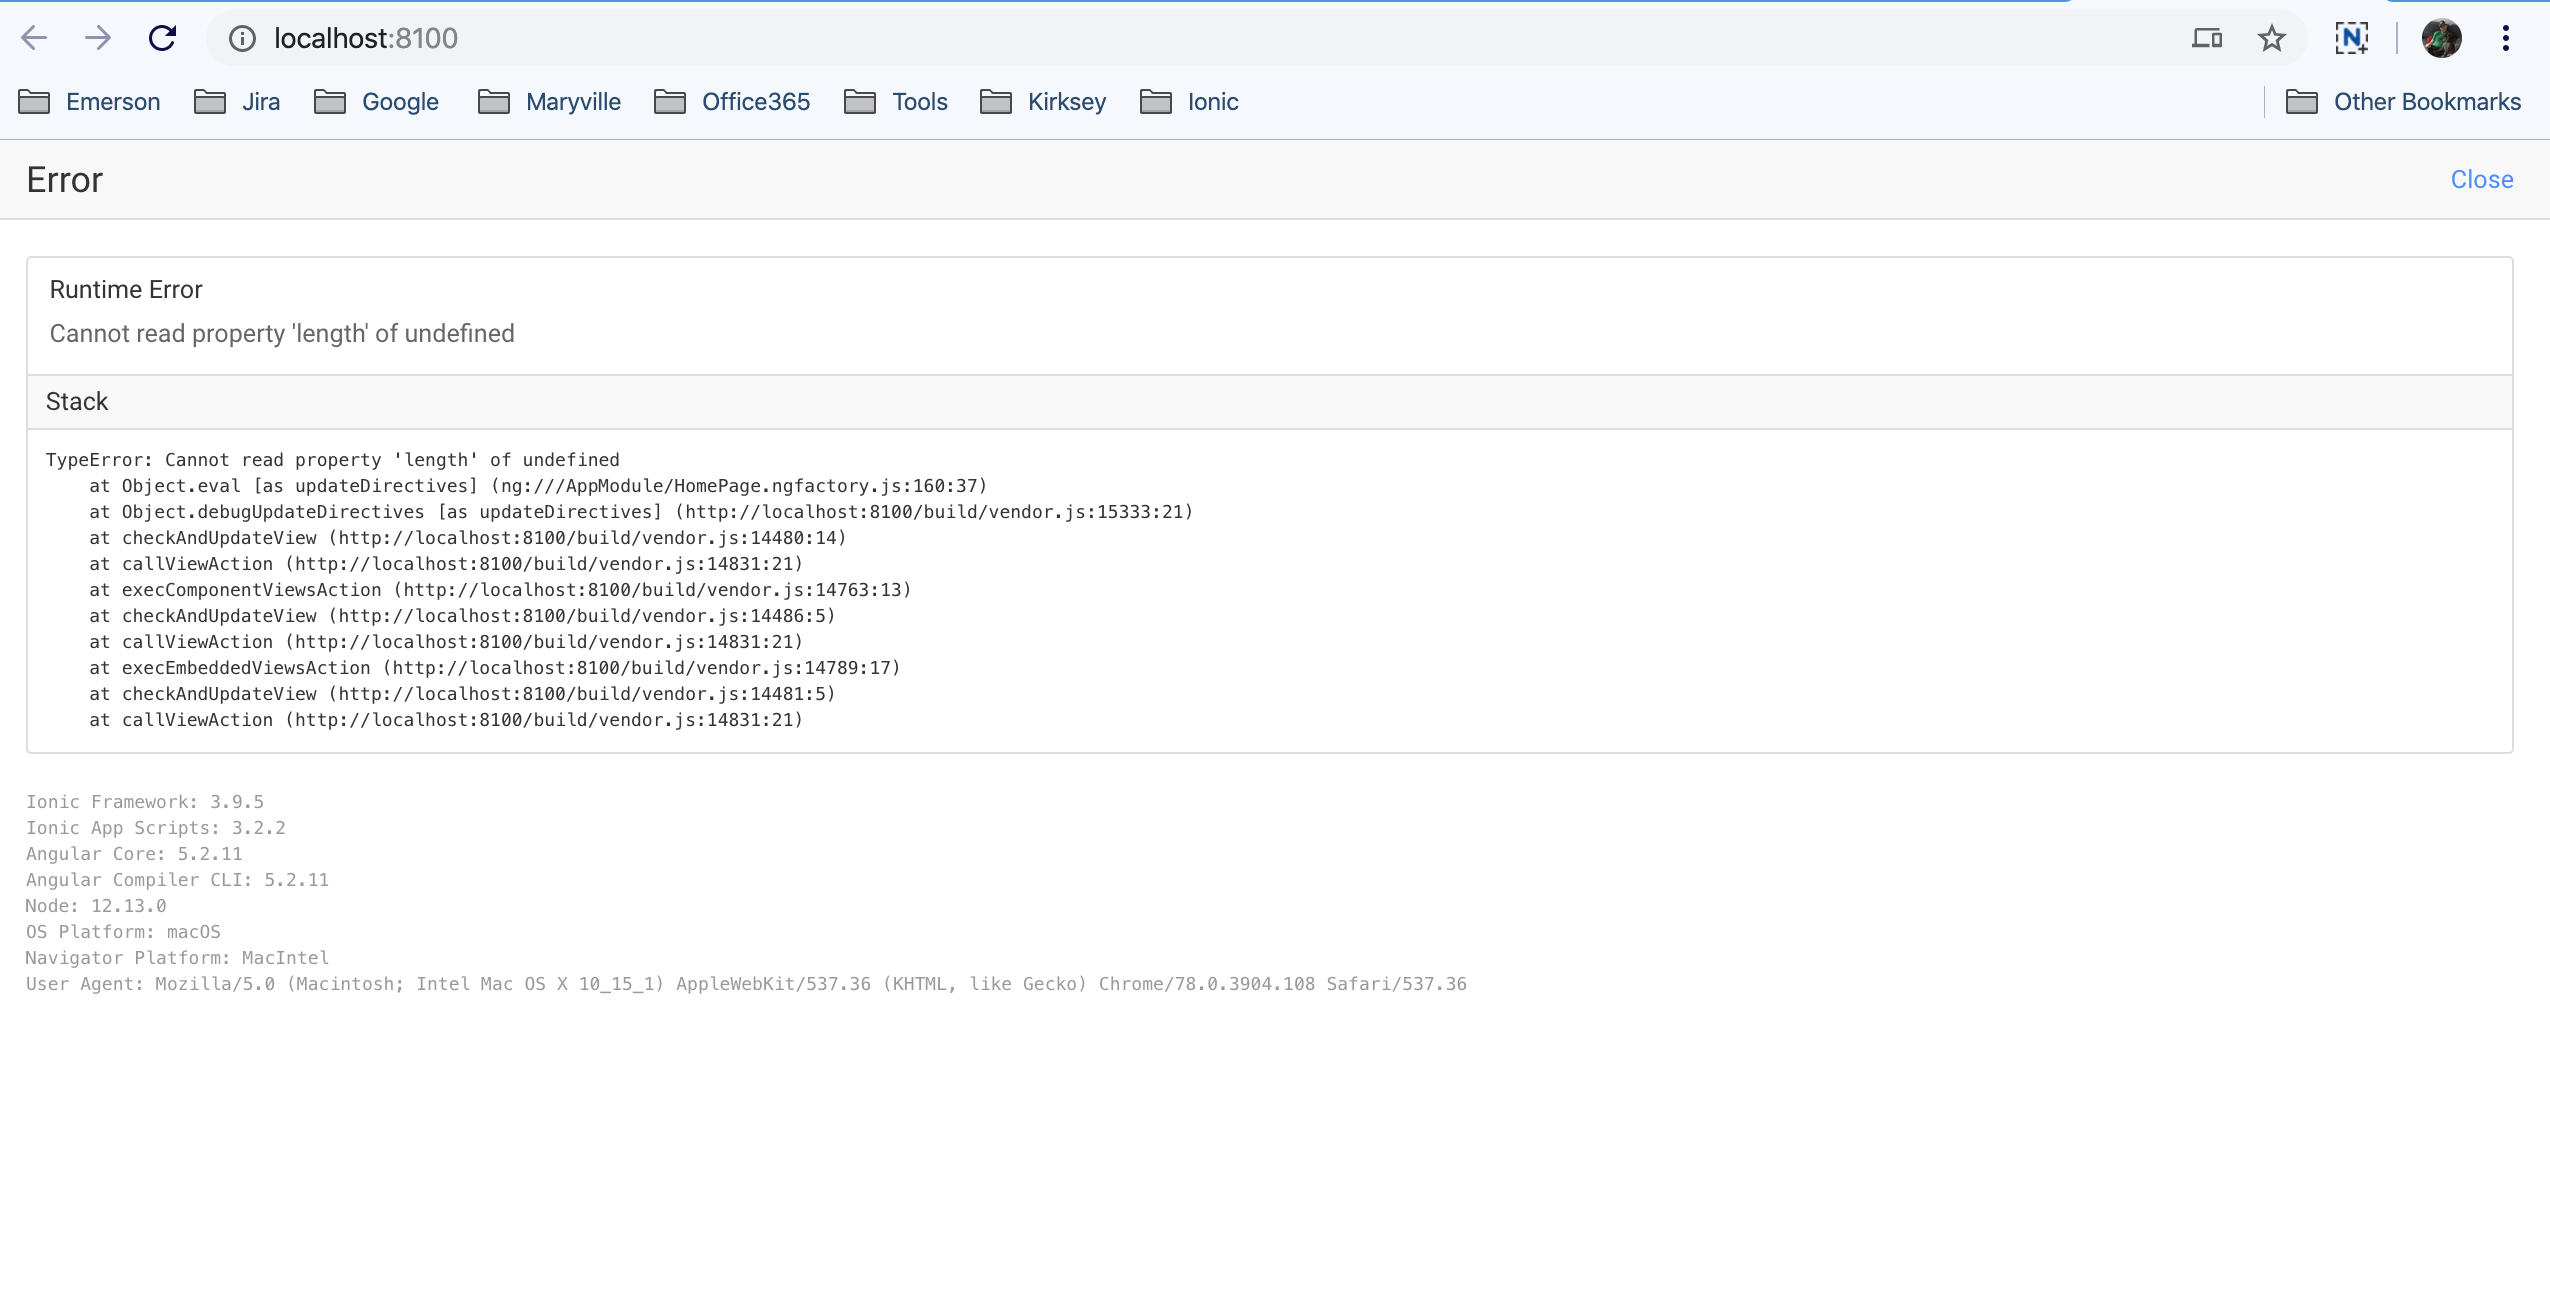 localhost:8100
N
Emerson Jira Google Maryville Office365 Tools Kirksey Ionic Other Bookmarks
Error Close
Runtime Error
Cannot read property 'length' of undefined
Stack
TypeError: Cannot read property 'length' of undefined
at Object.eval [as updateDirectives] (ng:///AppModule/HomePage.ngfactory.js:160:37)
at Object.debugUpdateDirectives [as updateDirectives] (http://localhost:8100/build/vendor.js:15333:21)
at checkAndUpdateView (http://localhost:8100/build/vendor.js:14480:14)
at callViewAction (http://localhost:8100/build/vendor.js:14831:21)
at execComponentViewsAction (http://localhost:8100/build/vendor.js:14763:13)
at checkAndUpdateView (http://localhost:8100/build/vendor.js:14486:5)
at callViewAction (http://localhost:8100/build/vendor.js:14831:21)
at execEmbeddedViewsAction (http://localhost:8100/build/vendor.js:14789:17)
at checkAndUpdateView (http://localhost:8100/build/vendor.js:14481:5)
at callViewAction (http://localhost:8100/build/vendor.js:14831:21)
Ionic Framework: 3.9.5
Ionic App Scripts: 3.2.2
Angular Core: 5.2.11
Angular Compiler CLI: 5.2.11
Node: 12.13.0
OS Platform: macOS
Navigator Platform: MacIntel
User Agent: Mozilla/5.0 (Macintosh; Intel Mac OS X 10_15_1) AppleWebKit/537.36 (KHTML, like Gecko) Chrome/78.0.3904.108 Safari/537.36